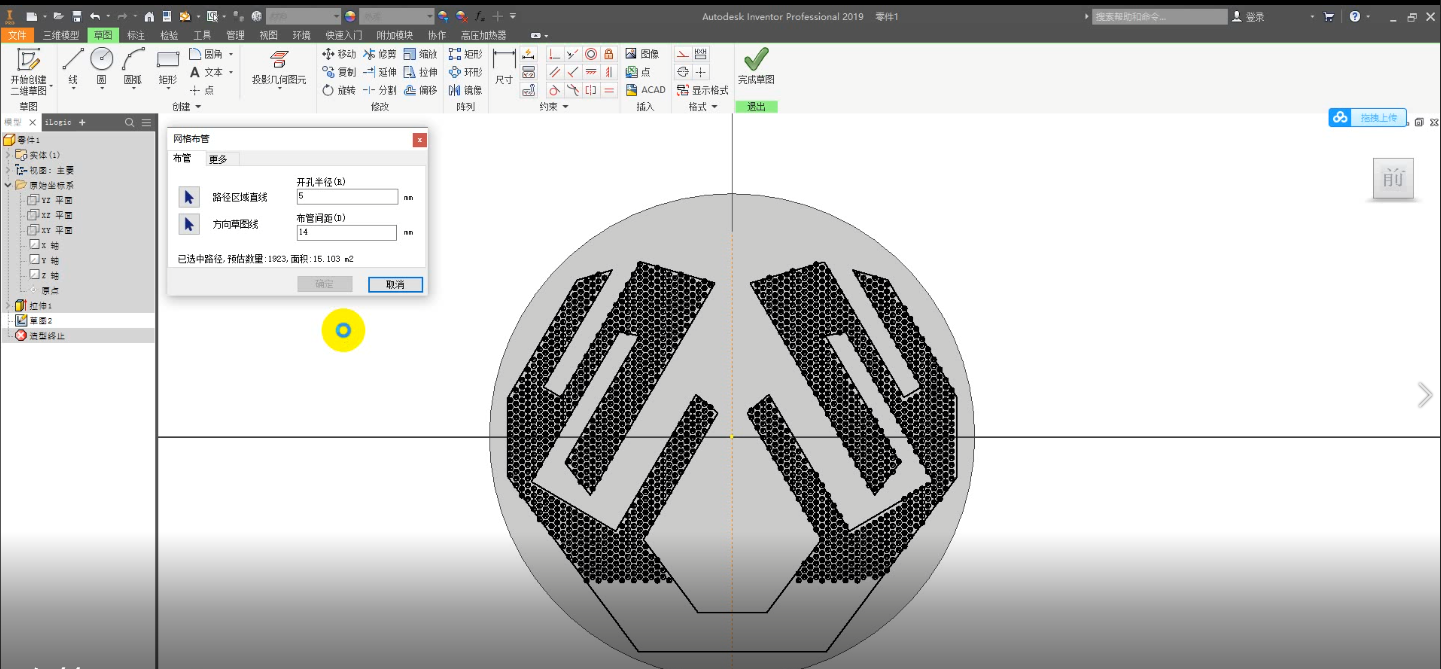 Autodesk Inventor Professional 2019 零件1
搜索帮助和命令...
登录
文件 三维模型 草图 标注 检验 工具 管理 视图 环境 快速入门 附加模块 协作 高压加热器
开始创建
二维草图
线
圆
圆弧
矩形
圆角
文本
点
投影几何图元
移动 修剪 缩放
复制 延伸 拉伸
旋转 分割 偏移
矩形
环形
镜像
尺寸
图像
点
ACAD
显示格式
完成草图
草图
创建
修改
阵列
约束
插入
格式
退出
模型
iLogic
零件1
实体(1)
视图: 主要
原始坐标系
YZ 平面
XZ 平面
XY 平面
X 轴
Y 轴
Z 轴
原点
拉伸1
草图2
造型终止
网格布管
布管
更多
开孔半径(R)
路径区域直线
5
mm
布管间距(D)
方向草图线
14
mm
已选中路径,预估数量:1923,面积:15.103 m2
确定
取消
拖拽上传
前